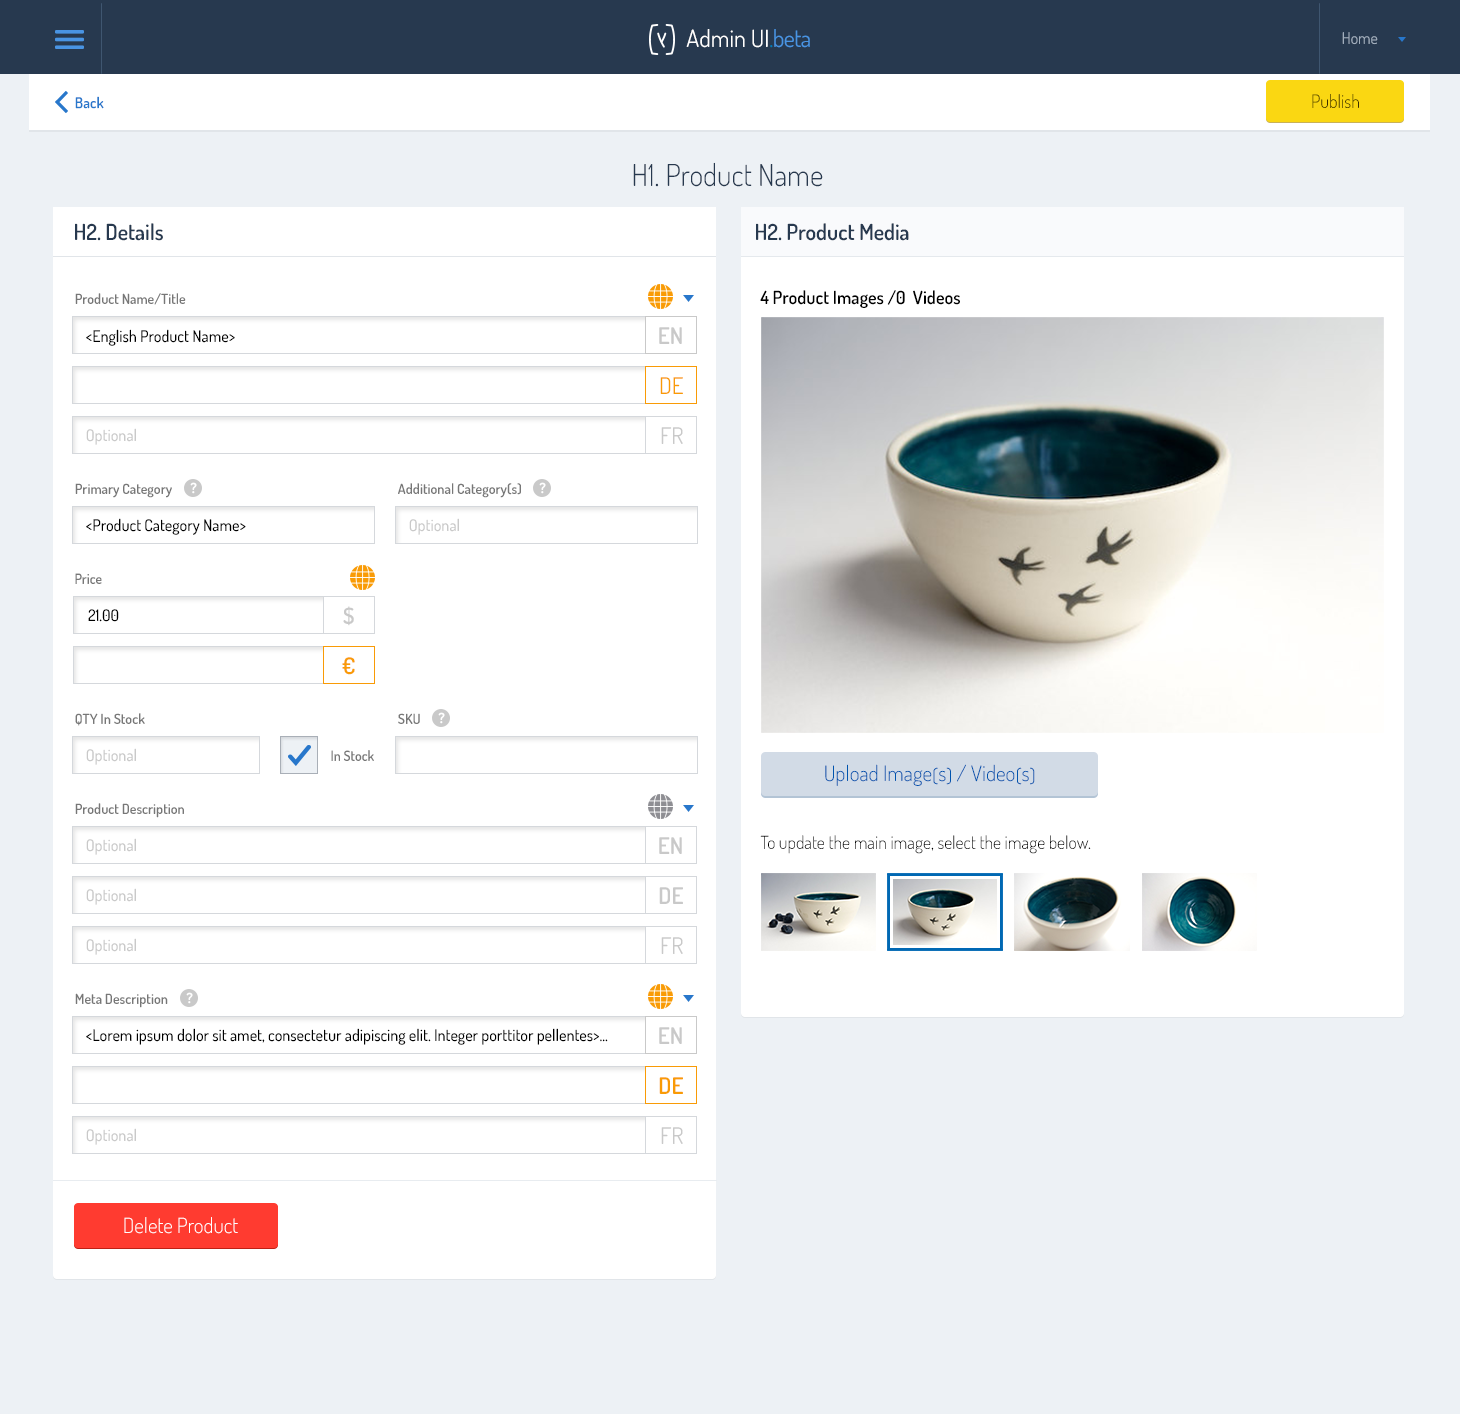 Admin UI.beta
Home
Back
Publish
H1. Product Name
H2. Details
Product Name/Title
<English Product Name>
EN
DE
Optional
FR
Primary Category ?
Additional Category(s) ?
<Product Category Name>
Optional
Price
21.00
$
€
QTY In Stock
SKU ?
Optional
In Stock
Product Description
Optional
EN
Optional
DE
Optional
FR
Meta Description ?
<Lorem ipsum dolor sit amet, consectetur adipiscing elit. Integer porttitor pellentes>...
EN
DE
Optional
FR
Delete Product
H2. Product Media
4 Product Images /0 Videos
Upload Image(s) / Video(s)
To update the main image, select the image below.